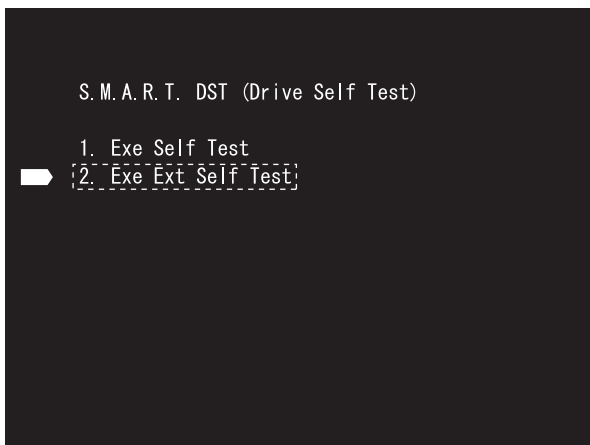 S.M.A.R.T. DST (Drive Self Test)
1. Exe Self Test
2. Exe Ext Self Test